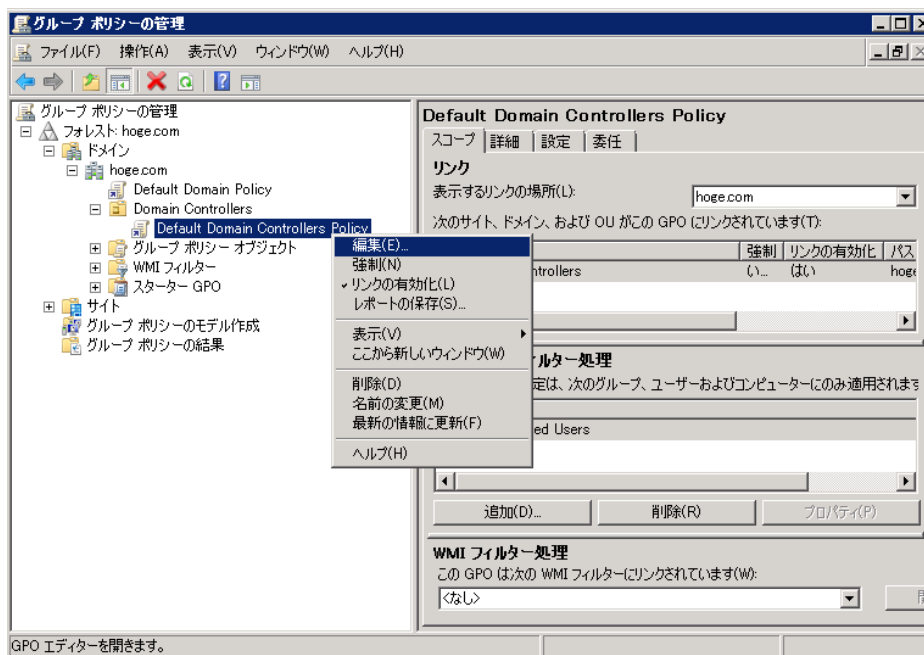 グループ ポリシーの管理
ファイル(F) 操作(A) 表示(V) ウィンドウ(W) ヘルプ(H)
グループ ポリシーの管理
フォレスト: hoge.com
ドメイン
hoge.com
Default Domain Policy
Domain Controllers
Default Domain Controllers Policy
グループ ポリシー オブジェクト
WMI フィルター
スターター GPO
サイト
グループ ポリシーのモデル作成
グループ ポリシーの結果
編集(E)...
強制(N)
リンクの有効化(L)
レポートの保存(S)...
表示(V)
ここから新しいウィンドウ(W)
削除(D)
名前の変更(M)
最新の情報に更新(F)
ヘルプ(H)
Default Domain Controllers Policy
スコープ 詳細 設定 委任
リンク
表示するリンクの場所(L): hoge.com
次のサイト、ドメイン、および OU がこの GPO にリンクされています(T):
強制 リンクの有効化 パス
ntrollers い... はい hoge
ルター処理
定は、次のグループ、ユーザーおよびコンピューターにのみ適用されます
ed Users
追加(D)... 削除(R) プロパティ(P)
WMI フィルター処理
この GPO は次の WMI フィルターにリンクされています(W):
<なし>
GPO エディターを開きます。